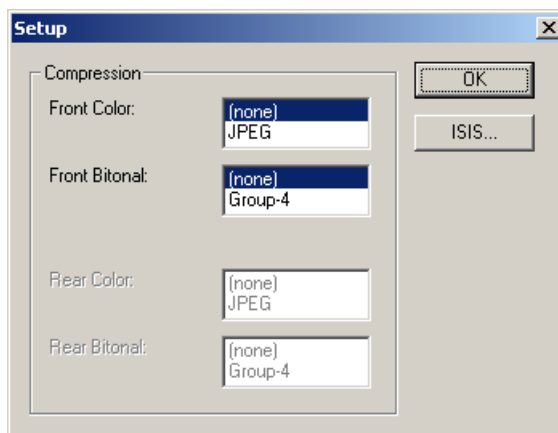 Setup
Compression
Front Color:
(none)
JPEG
Front Bitonal:
(none)
Group-4
Rear Color:
(none)
JPEG
Rear Bitonal:
(none)
Group-4
OK
ISIS...